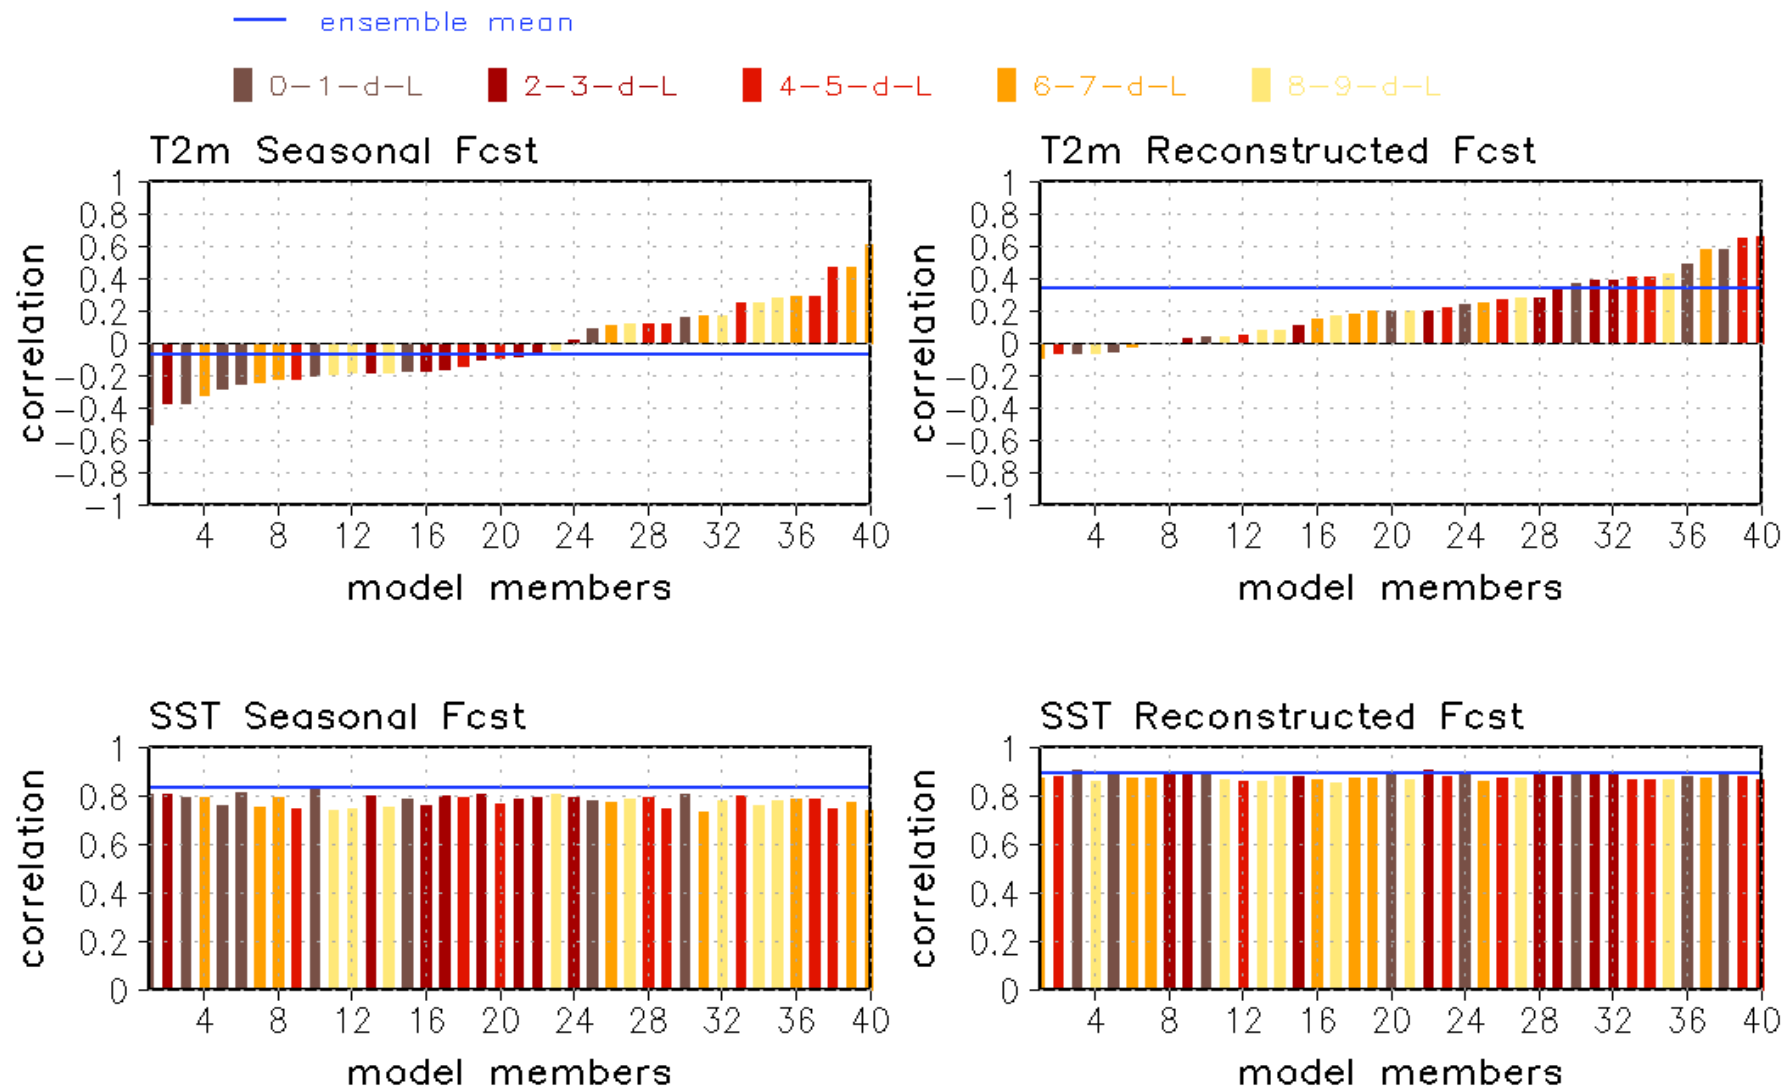 ensemble mean
0-1-d-L 2-3-d-L 4-5-d-L 6-7-d-L 8-9-d-L
T2m Seasonal Fcst
1
0.8
0.6
0.4
0.2
0
-0.2
-0.4
-0.6
-0.8
-1
correlation
4 8 12 16 20 24 28 32 36 40
model members
T2m Reconstructed Fcst
1
0.8
0.6
0.4
0.2
0
-0.2
-0.4
-0.6
-0.8
-1
correlation
4 8 12 16 20 24 28 32 36 40
model members
SST Seasonal Fcst
1
0.8
0.6
0.4
0.2
0
correlation
4 8 12 16 20 24 28 32 36 40
model members
SST Reconstructed Fcst
1
0.8
0.6
0.4
0.2
0
correlation
4 8 12 16 20 24 28 32 36 40
model members